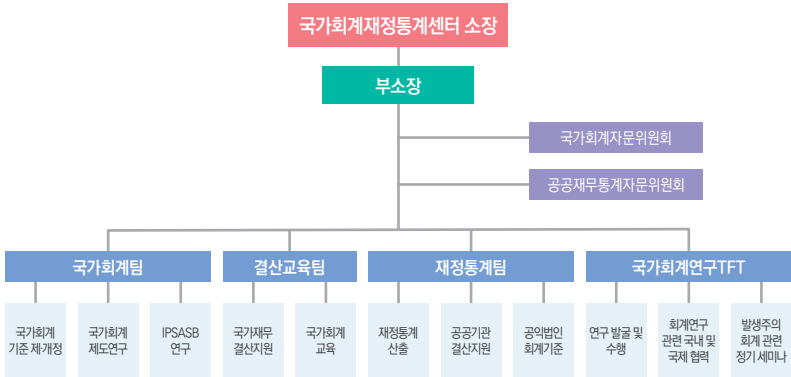 국가회계재정통계센터 소장
부소장
국가회계자문위원회
공공재무통계자문위원회
국가회계팀
결산교육팀
재정통계팀
국가회계연구TFT
국가회계
기준 제·개정
국가회계
제도연구
IPSASB
연구
국가재무
결산지원
국가회계
교육
재정통계
산출
공공기관
결산지원
공익법인
회계기준
연구 발굴 및
수행
회계연구
관련 국내 및
국제 협력
발생주의
회계 관련
정기 세미나